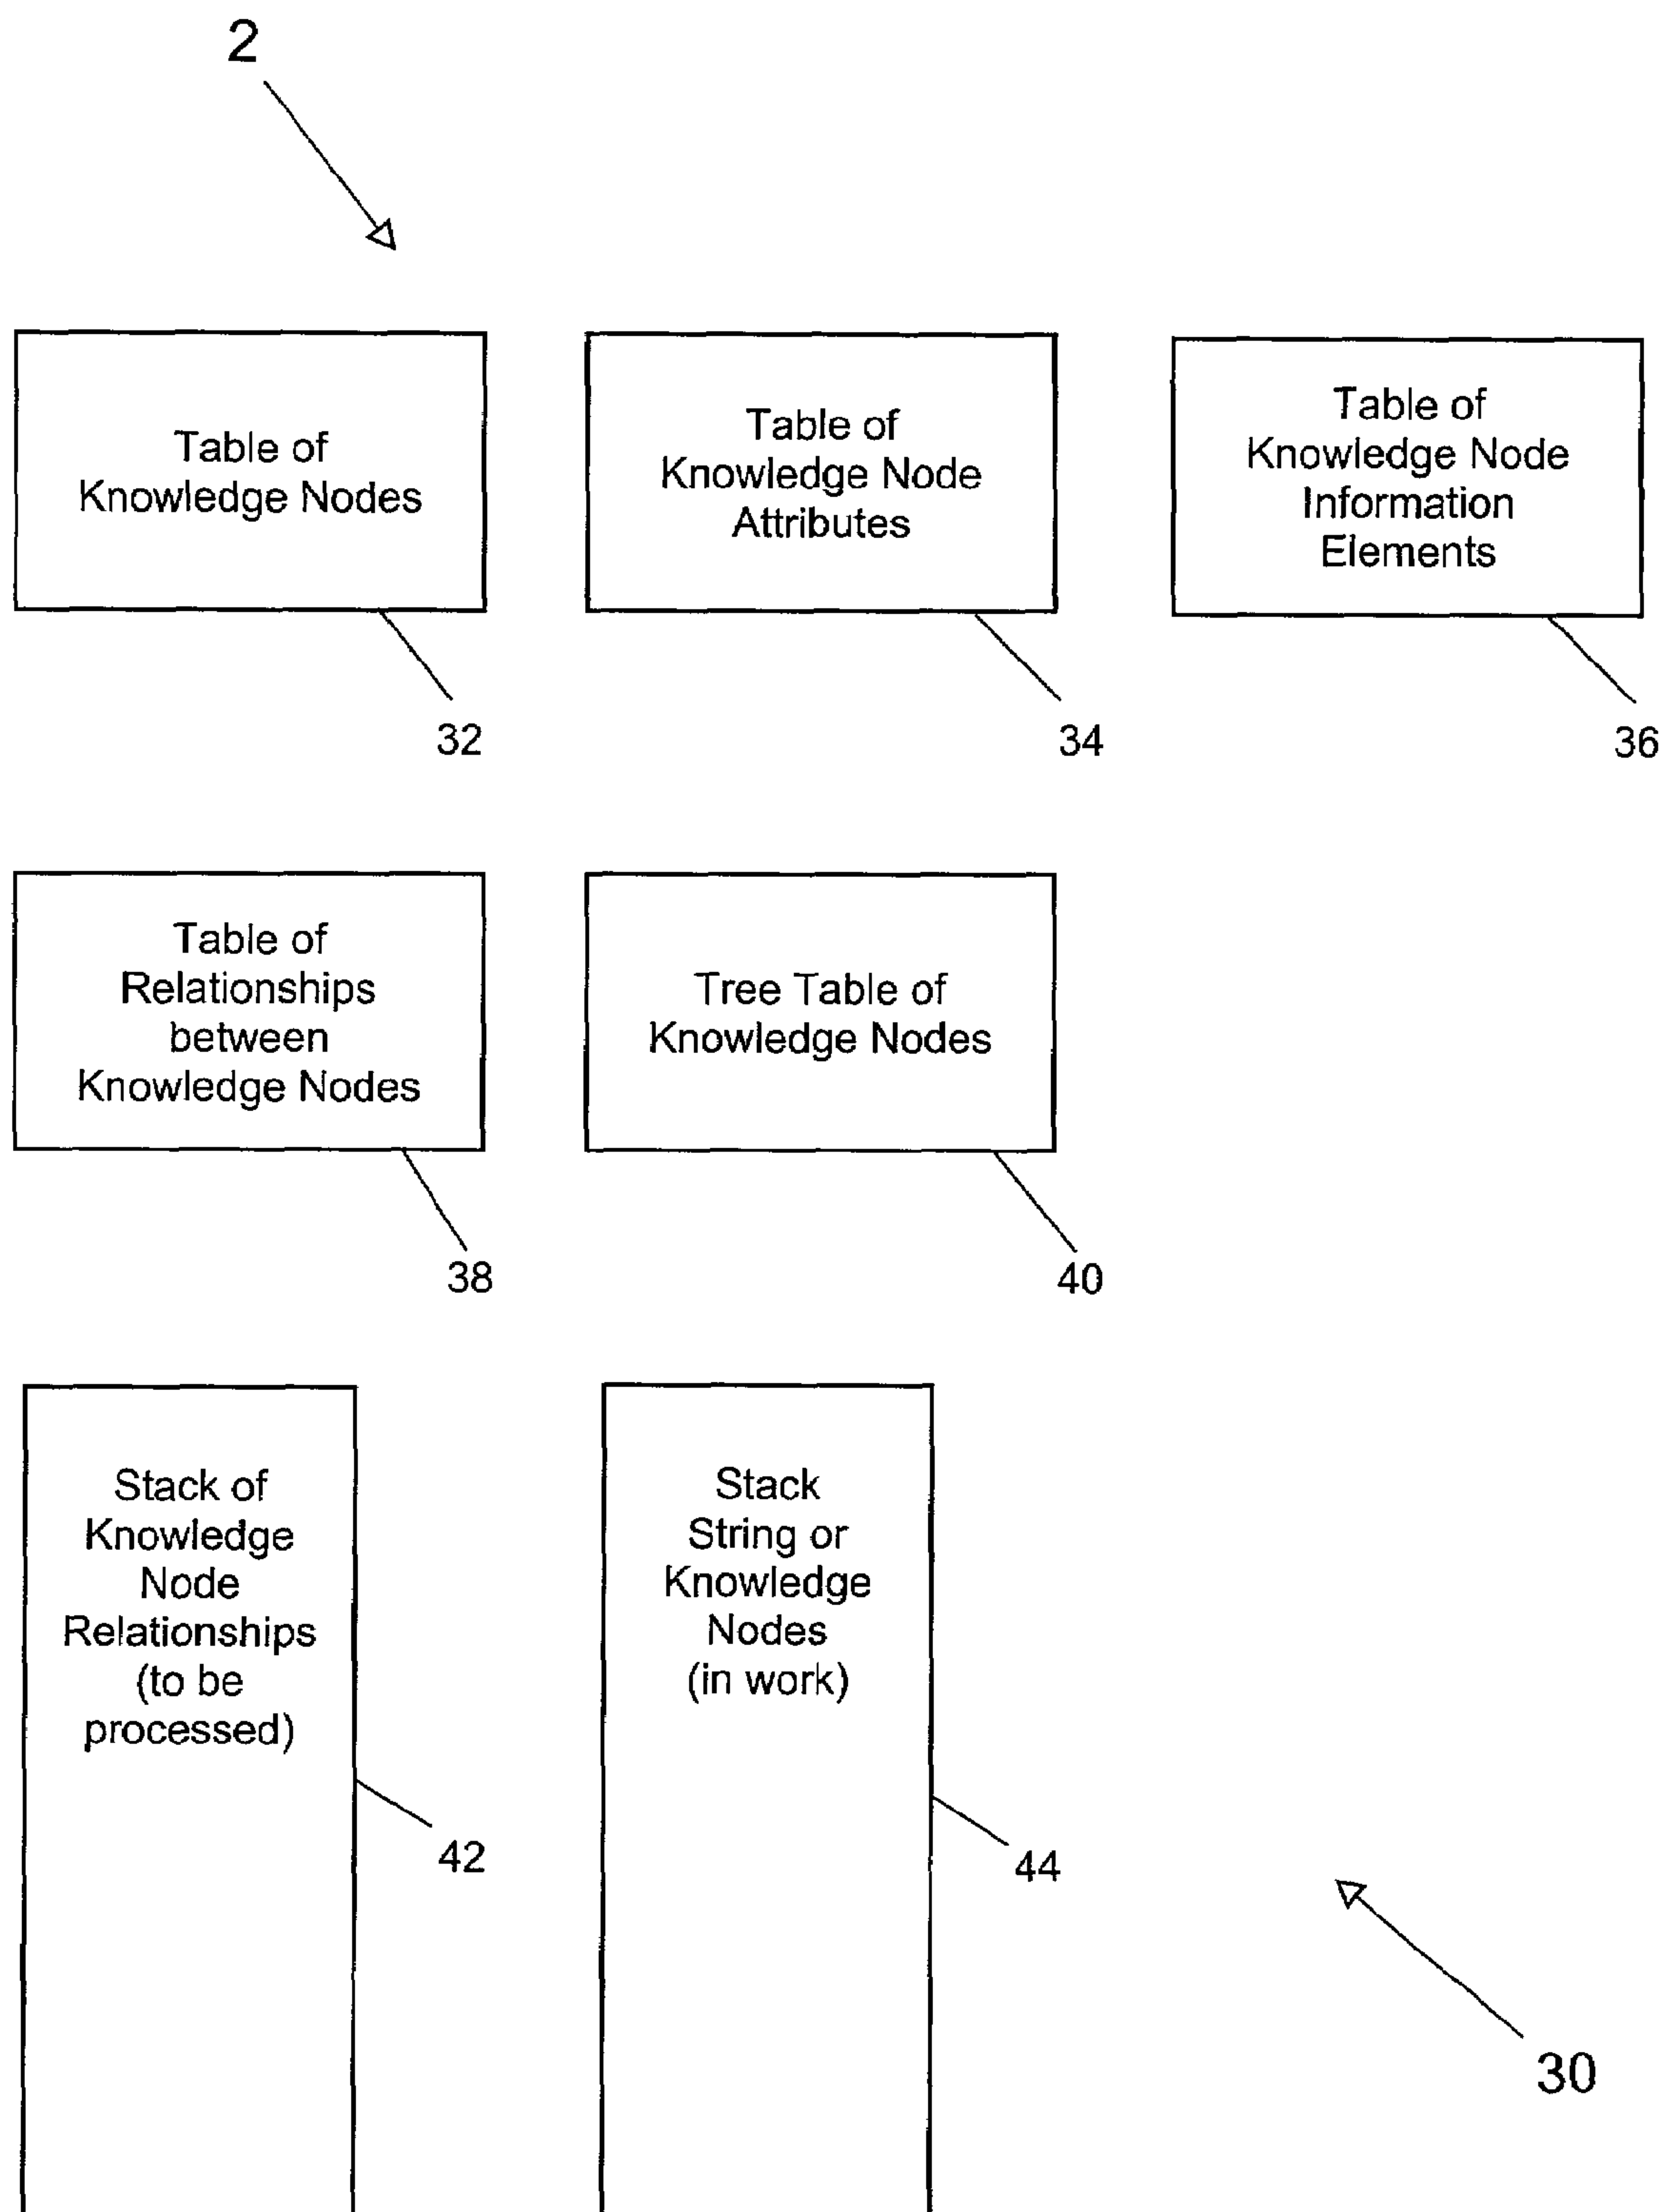 2
Table of
Knowledge Nodes
32
Table of
Knowledge Node
Attributes
34
Table of
Knowledge Node
Information
Elements
36
Table of
Relationships
between
Knowledge Nodes
38
Tree Table of
Knowledge Nodes
40
Stack of
Knowledge
Node
Relationships
(to be
processed)
42
Stack
String or
Knowledge
Nodes
(in work)
44
30